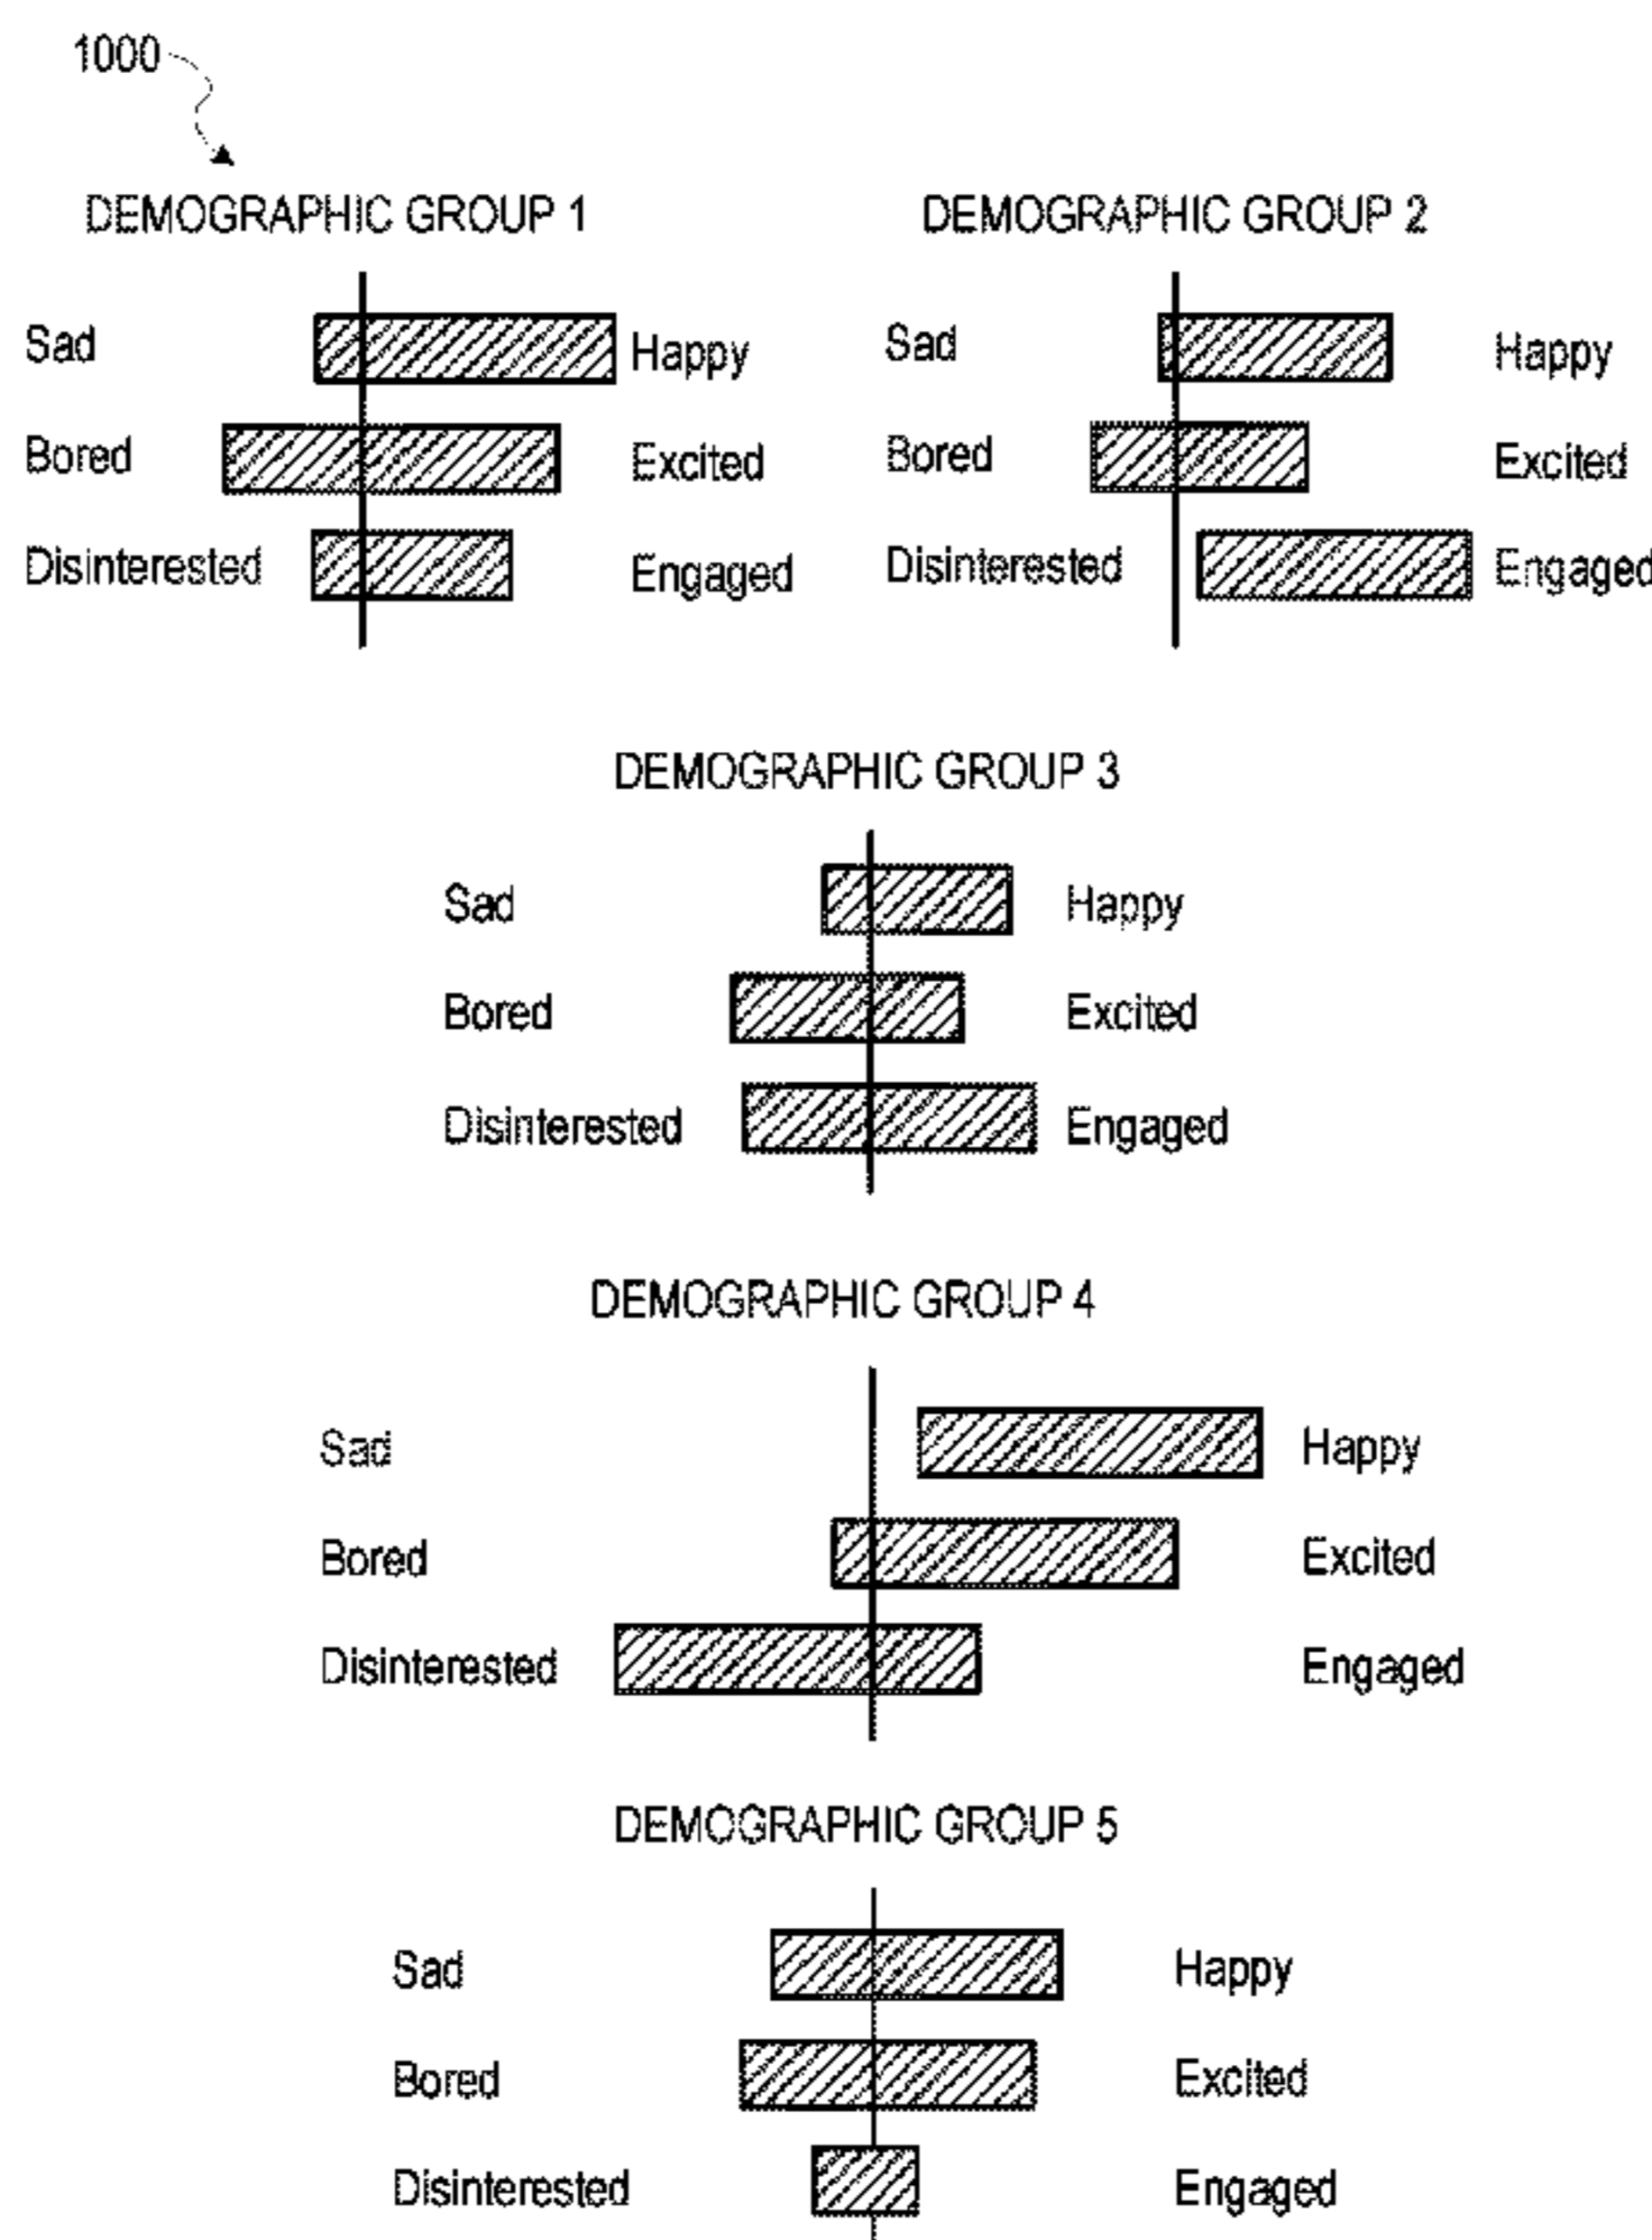 1000
DEMOGRAPHIC GROUP 1
Sad Happy
Bored Excited
Disinterested Engaged
DEMOGRAPHIC GROUP 2
Sad Happy
Bored Excited
Disinterested Engaged
DEMOGRAPHIC GROUP 3
Sad Happy
Bored Excited
Disinterested Engaged
DEMOGRAPHIC GROUP 4
Sad Happy
Bored Excited
Disinterested Engaged
DEMOGRAPHIC GROUP 5
Sad Happy
Bored Excited
Disinterested Engaged